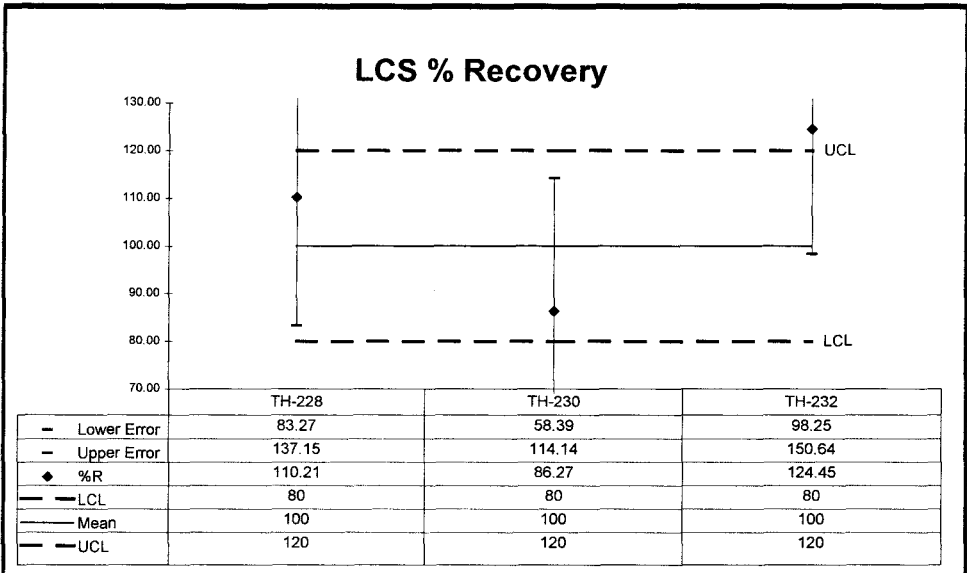 LCS % Recovery
130.00
120.00
110.00
100.00
90.00
80.00
70.00
UCL
LCL
TH-228 TH-230 TH-232
Lower Error 83.27 58.39 98.25
Upper Error 137.15 114.14 150.64
%R 110.21 86.27 124.45
LCL 80 80 80
Mean 100 100 100
UCL 120 120 120